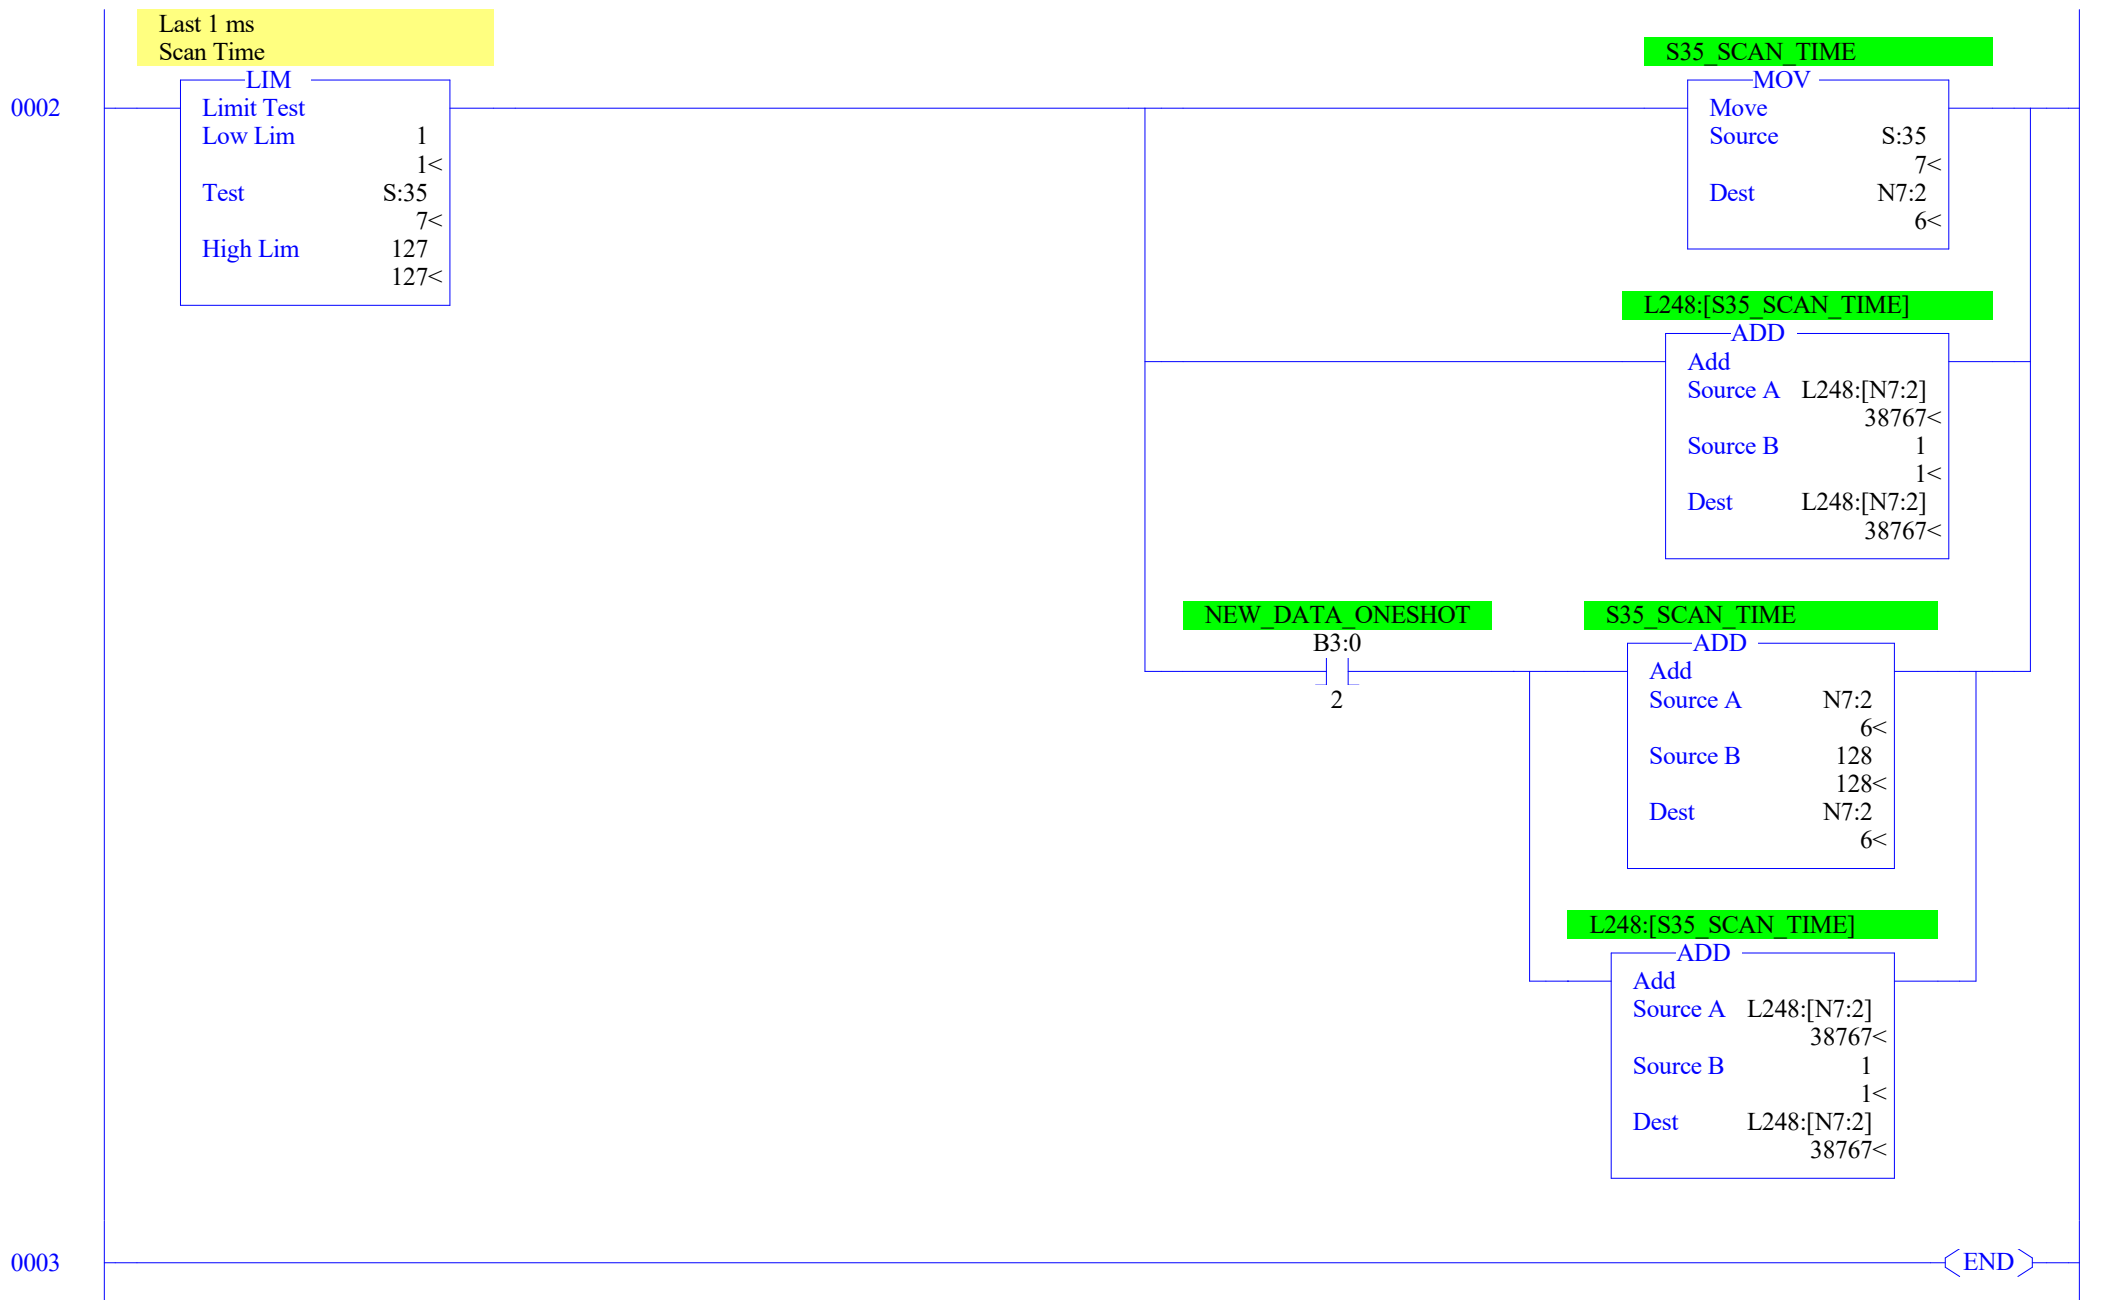 Last 1 ms
Scan Time
LIM
0002
Limit Test
Low Lim 1
1<
Test S:35
7<
High Lim 127
127<
S35_SCAN_TIME
MOV
Move
Source S:35
7<
Dest N7:2
6<
L248:[S35_SCAN_TIME]
ADD
Add
Source A L248:[N7:2]
38767<
Source B 1
1<
Dest L248:[N7:2]
38767<
NEW_DATA_ONESHOT
B3:0
2
S35_SCAN_TIME
ADD
Add
Source A N7:2
6<
Source B 128
128<
Dest N7:2
6<
L248:[S35_SCAN_TIME]
ADD
Add
Source A L248:[N7:2]
38767<
Source B 1
1<
Dest L248:[N7:2]
38767<
0003
END